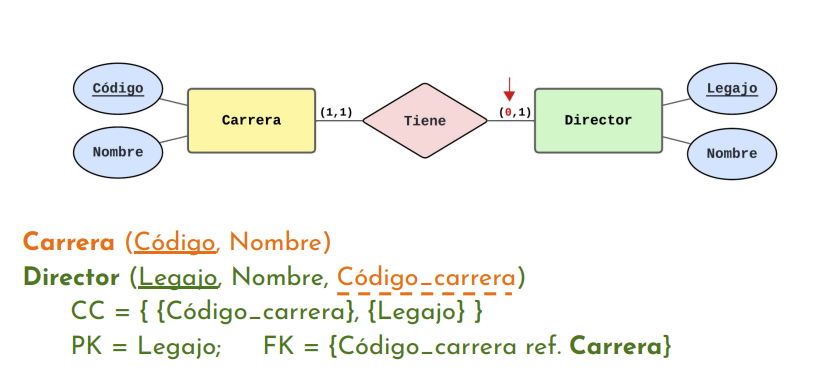 Código
Legajo
Carrera
(1,1)
Tiene
(0,1)
Director
Nombre
Nombre
Carrera (Código, Nombre)
Director (Legajo, Nombre, Código_carrera)
CC = { {Código_carrera}, {Legajo} }
PK = Legajo; FK = {Código_carrera ref. Carrera}